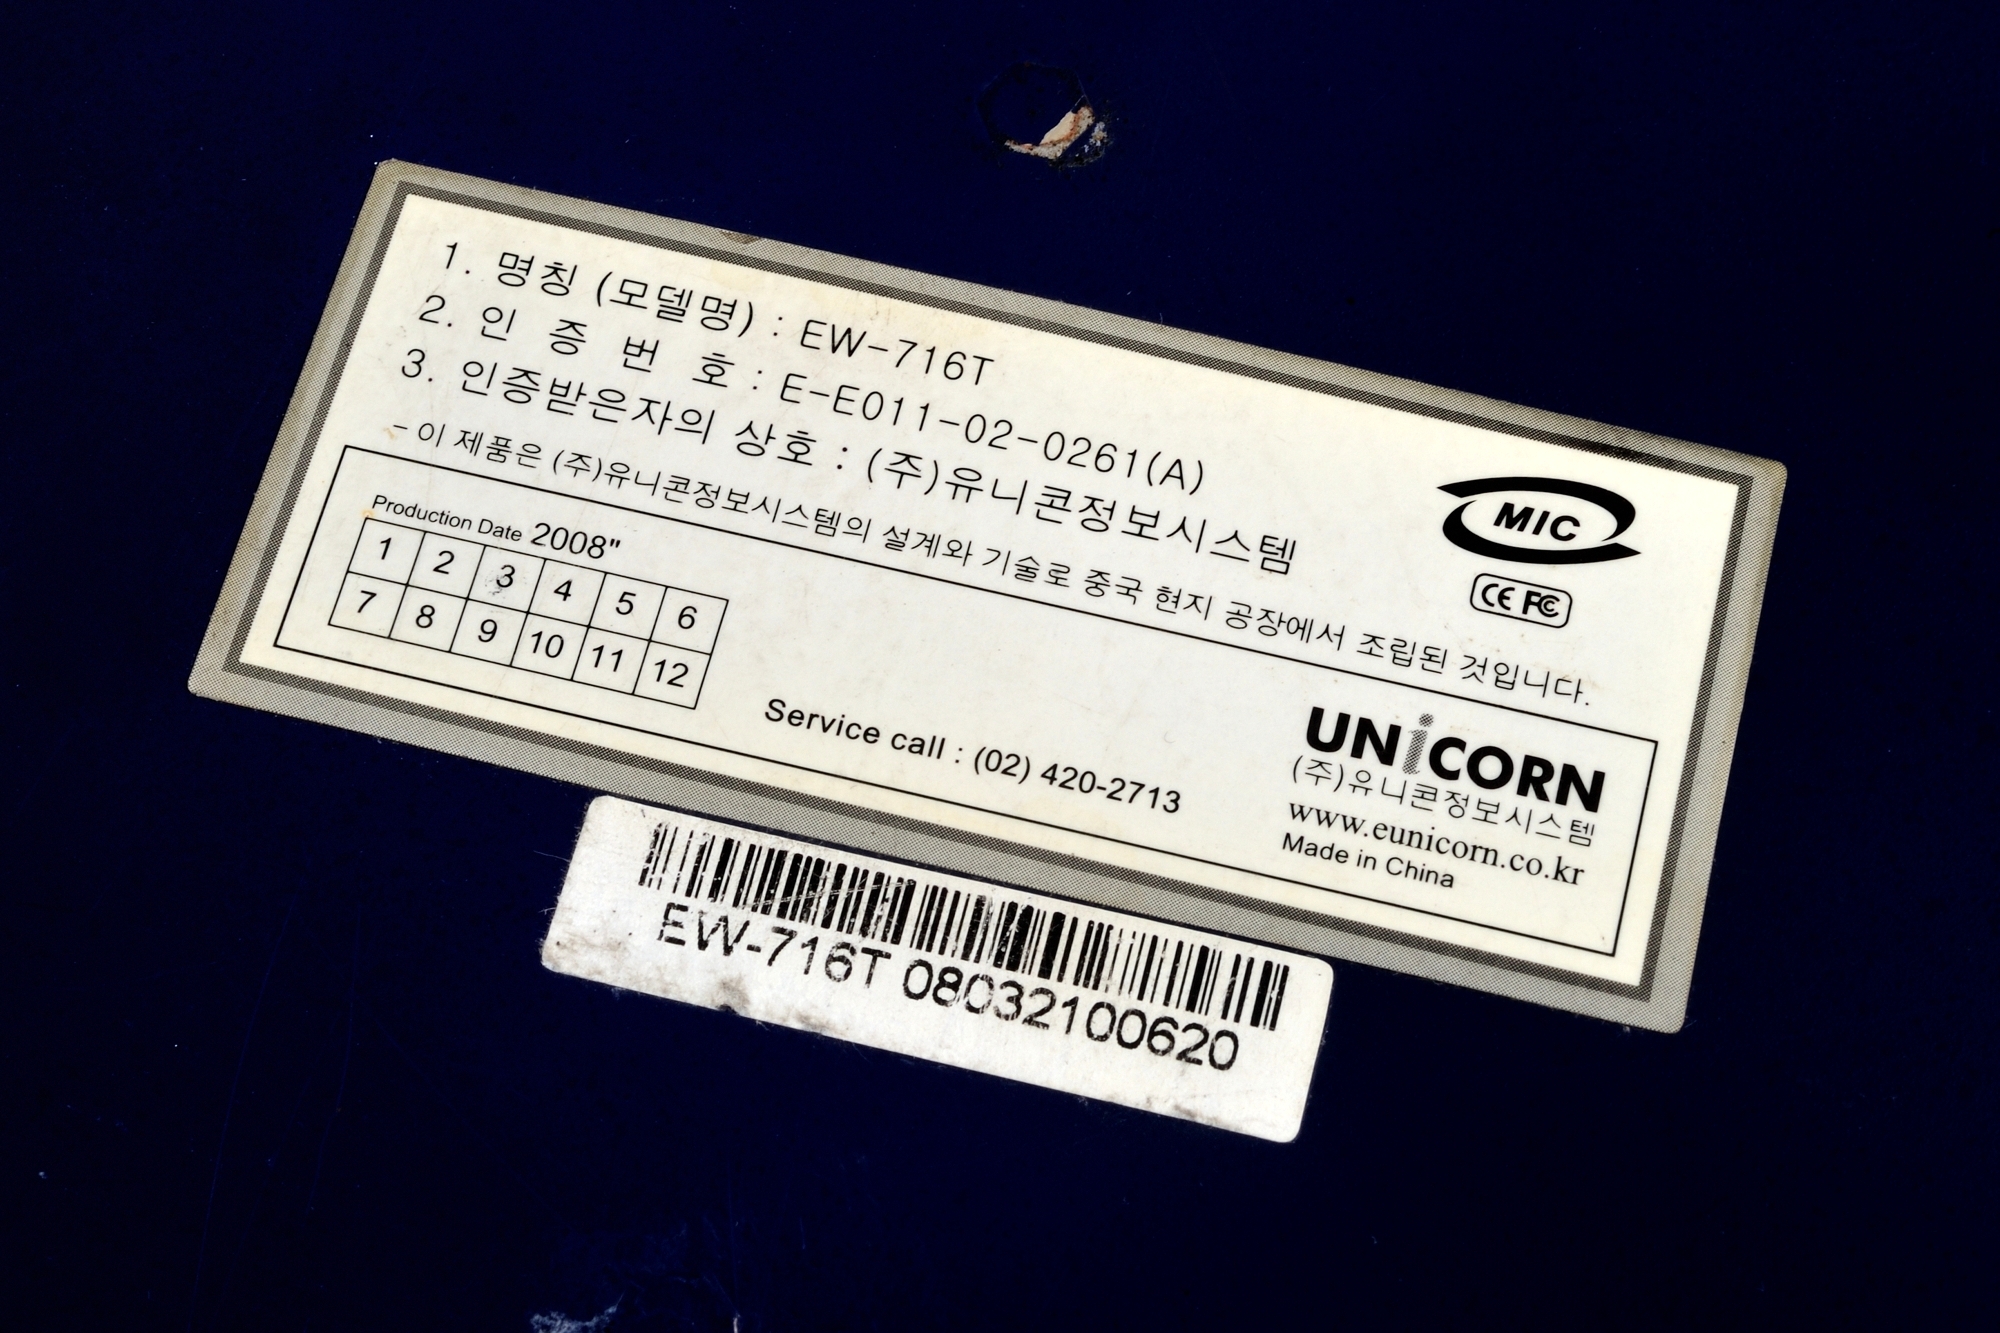 1. 명칭 (모델명) : EW-716T
2. 인 증 번 호 : E-E011-02-0261(A)
3. 인증받은자의 상호 : (주)유니콘정보시스템
- 이 제품은 (주)유니콘정보시스템의 설계와 기술로 중국 현지 공장에서 조립된 것입니다.
MIC
CE FC
Production Date 2008"
1 2 3 4 5 6
7 8 9 10 11 12
Service call : (02) 420-2713
UNiCORN
(주)유니콘정보시스템
www.eunicorn.co.kr
Made in China
EW-716T 08032100620